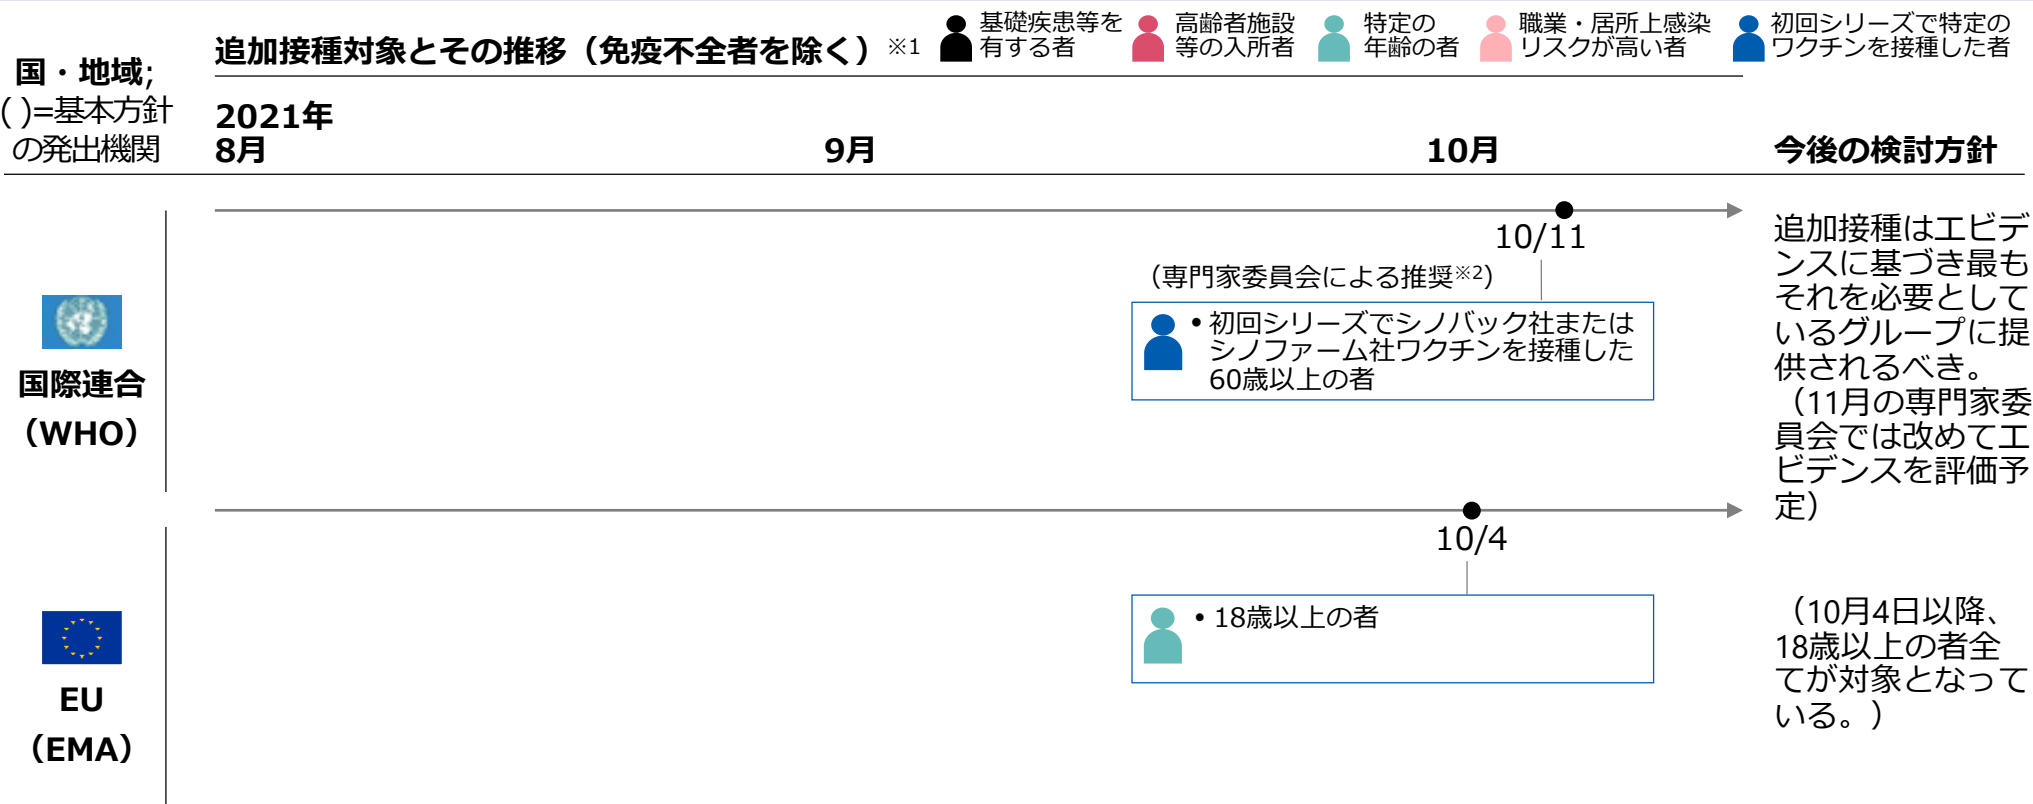 基礎疾患等を
有する者
高齢者施設
等の入所者
特定の
年齢の者
職業・居所上感染
リスクが高い者
初回シリーズで特定の
ワクチンを接種した者
追加接種対象とその推移（免疫不全者を除く）※1
国・地域;
( )=基本方針
の発出機関
2021年
8月
9月
10月
今後の検討方針
国際連合
（WHO）
10/11
（専門家委員会による推奨※2）
• 初回シリーズでシノバック社または
シノファーム社ワクチンを接種した
60歳以上の者
追加接種はエビデ
ンスに基づき最も
それを必要として
いるグループに提
供されるべき。
（11月の専門家委
員会では改めてエ
ビデンスを評価予
定）
EU
（EMA）
10/4
• 18歳以上の者
（10月4日以降、
18歳以上の者全
てが対象となって
いる。）